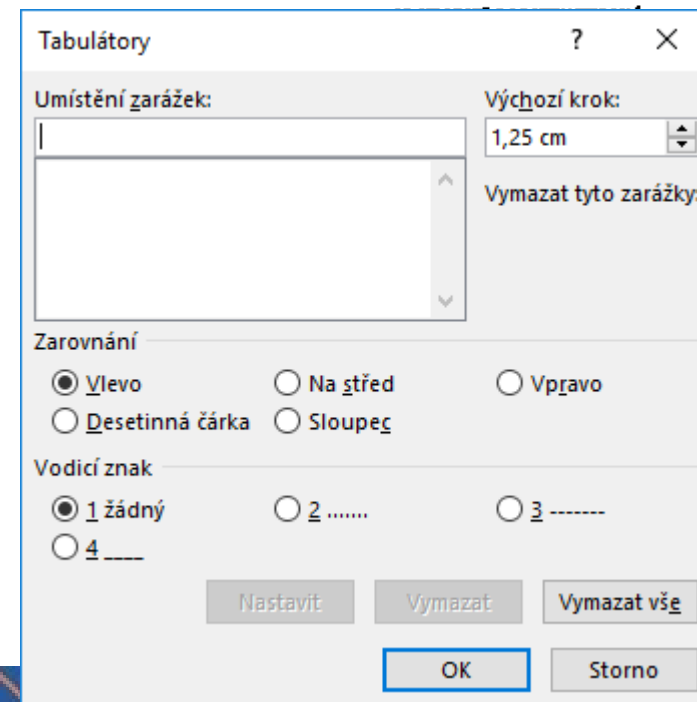 Tabulátory ?
Umístění zarážek: Výchozí krok:
1,25 cm
Vymazat tyto zarážky:
Zarovnání
Vlevo Na střed Vpravo
Desetinná čárka Sloupec
Vodicí znak
1 žádný 2 ....... 3 -------
4 ____
Nastavit Vymazat Vymazat vše
OK Storno